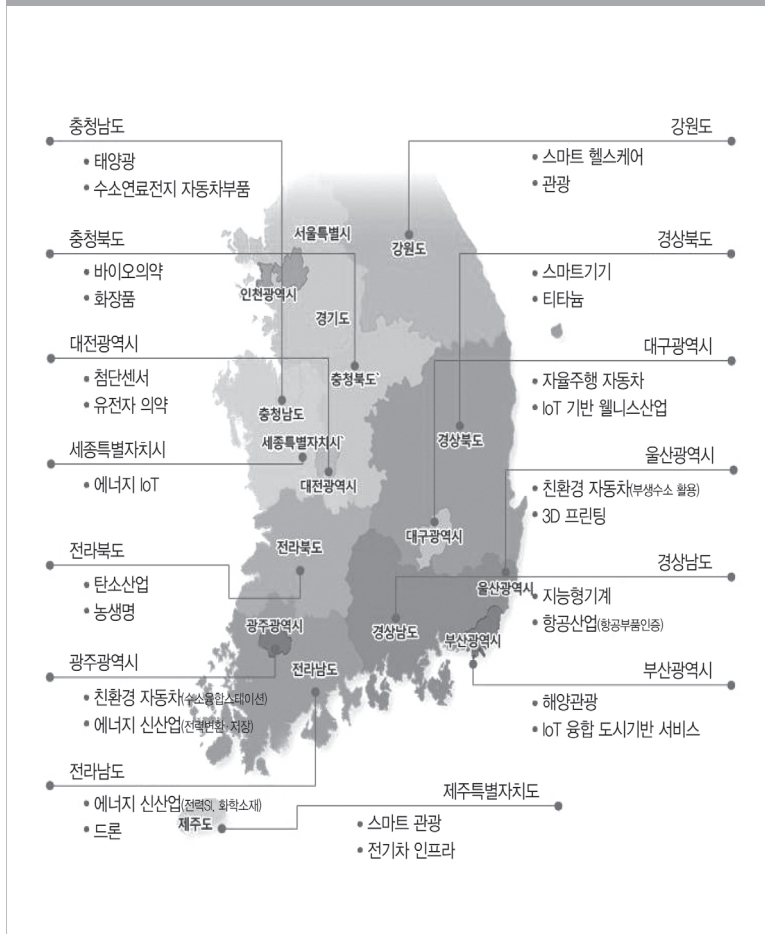 충청남도
• 태양광
• 수소연료전지 자동차부품
충청북도
• 바이오의약
• 화장품
대전광역시
• 첨단센서
• 유전자 의약
세종특별자치시
• 에너지 IoT
전라북도
• 탄소산업
• 농생명
광주광역시
• 친환경 자동차(수소융합스테이션)
• 에너지 신산업(전력변환·저장)
전라남도
• 에너지 신산업(전력SI, 화학소재)
• 드론
강원도
• 스마트 헬스케어
• 관광
경상북도
• 스마트기기
• 티타늄
대구광역시
• 자율주행 자동차
• IoT 기반 웰니스산업
울산광역시
• 친환경 자동차(부생수소 활용)
• 3D 프린팅
경상남도
• 지능형기계
• 항공산업(항공부품인증)
부산광역시
• 해양관광
• IoT 융합 도시기반 서비스
제주특별자치도
• 스마트 관광
• 전기차 인프라
서울특별시
강원도
인천광역시
경기도
충청북도
충청남도
세종특별자치시
경상북도
대전광역시
대구광역시
전라북도
울산광역시
광주광역시
경상남도
부산광역시
전라남도
제주도